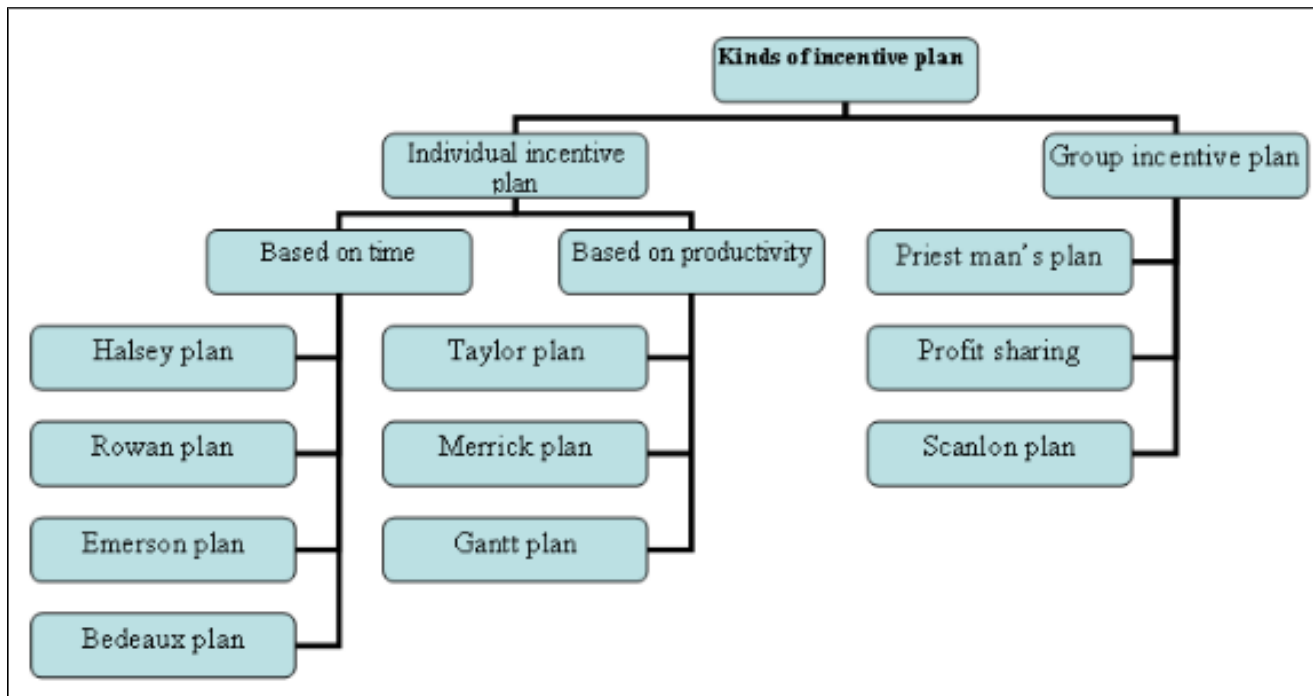 Kinds of incentive plan
Individual incentive
plan
Group incentive plan
Based on time
Based on productivity
Priest man's plan
Halsey plan
Taylor plan
Profit sharing
Rowan plan
Merrick plan
Scanlon plan
Emerson plan
Gantt plan
Bedeaux plan